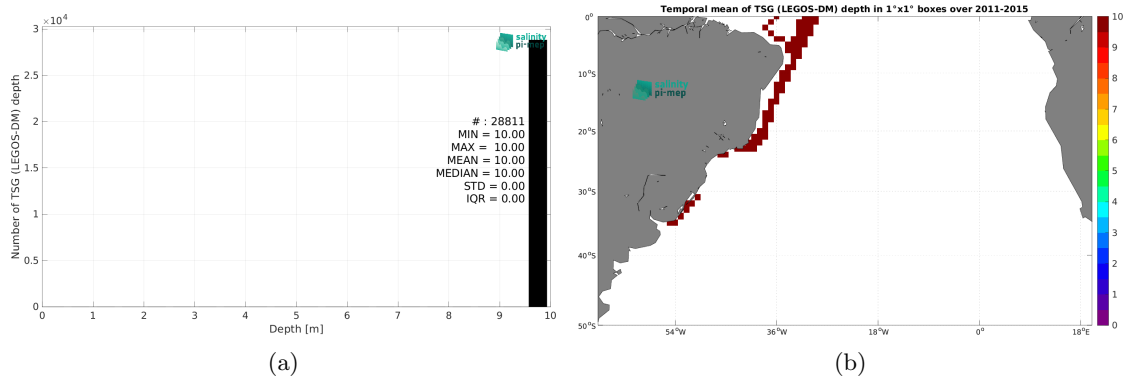 ×10⁴
3
2.5
2
1.5
1
0.5
0
Number of TSG (LEGOS-DM) depth
salinity
pi-mep
# : 28811
MIN = 10.00
MAX = 10.00
MEAN = 10.00
MEDIAN = 10.00
STD = 0.00
IQR = 0.00
0 1 2 3 4 5 6 7 8 9 10
Depth [m]
(a)
Temporal mean of TSG (LEGOS-DM) depth in 1°x1° boxes over 2011-2015
0°
10°S
20°S
30°S
40°S
50°S
salinity
pi-mep
54°W 36°W 18°W 0° 18°E
10
9
8
7
6
5
4
3
2
1
0
(b)